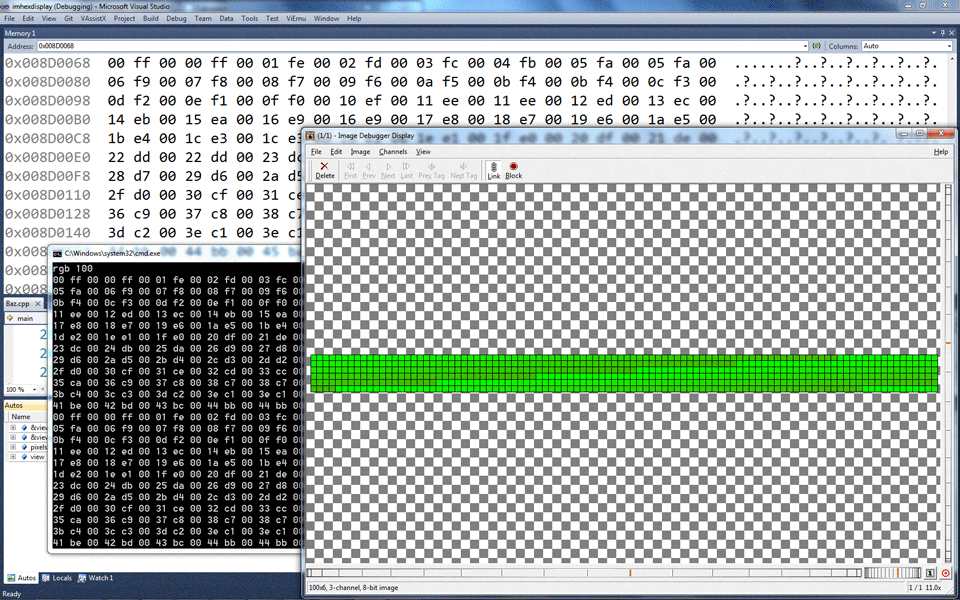 imhexdisplay (Debugging) - Microsoft Visual Studio
File Edit View Git VAssistX Project Build Debug Team Data Tools Test ViEmu Window Help
Memory 1
Address: 0x008D0068 Columns: Auto
0x008D0068 00 ff 00 00 ff 00 01 fe 00 02 fd 00 03 fc 00 04 fb 00 05 fa 00 05 fa 00 .......?..?..?..?..?..?.
0x008D0080 06 f9 00 07 f8 00 08 f7 00 09 f6 00 0a f5 00 0b f4 00 0b f4 00 0c f3 00 .?..?..?..?..?..?..?..?.
0x008D0098 0d f2 00 0e f1 00 0f f0 00 10 ef 00 11 ee 00 11 ee 00 12 ed 00 13 ec 00 .?..?..?..?..?..?..?..?.
0x008D00B0 14 eb 00 15 ea 00 16 e9 00 16 e9 00 17 e8 00 18 e7 00 19 e6 00 1a e5 00 .?..?..?..?..?..?..?..?.
0x008D00C8 1b e4 00 1c e3 00 1c e3 1e e1 00 1f e0 00 20 df 00 21 de 00
0x008D00E0 22 dd 00 22 dd 00 23 dc
0x008D00F8 28 d7 00 29 d6 00 2a d5
0x008D0110 2f d0 00 30 cf 00 31 ce
0x008D0128 36 c9 00 37 c8 00 38 c7
0x008D0140 3d c2 00 3e c1 00 3e c1
0x008D 44 bb 00 45
0x008D
0x008D
Baz.cpp
main
2
2
2
100 %
Autos
Name
&view
&view
pixels
view
Autos Locals Watch 1
Ready
C:\Windows\system32\cmd.exe
rgb 100
00 ff 00 00 ff 00 01 fe 00 02 fd 00 03 fc 00
05 fa 00 06 f9 00 07 f8 00 08 f7 00 09 f6 00
0b f4 00 0c f3 00 0d f2 00 0e f1 00 0f f0 00
11 ee 00 12 ed 00 13 ec 00 14 eb 00 15 ea 00
17 e8 00 18 e7 00 19 e6 00 1a e5 00 1b e4 00
1d e2 00 1e e1 00 1f e0 00 20 df 00 21 de 00
23 dc 00 24 db 00 25 da 00 26 d9 00 27 d8 00
29 d6 00 2a d5 00 2b d4 00 2c d3 00 2d d2 00
2f d0 00 30 cf 00 31 ce 00 32 cd 00 33 cc 00
35 ca 00 36 c9 00 37 c8 00 38 c7 00 38 c7 00
3b c4 00 3c c3 00 3d c2 00 3e c1 00 3e c1 00
41 be 00 42 bd 00 43 bc 00 44 bb 00 44 bb 00
00 ff 00 00 ff 00 01 fe 00 02 fd 00 03 fc 00
05 fa 00 06 f9 00 07 f8 00 08 f7 00 09 f6 00
0b f4 00 0c f3 00 0d f2 00 0e f1 00 0f f0 00
11 ee 00 12 ed 00 13 ec 00 14 eb 00 15 ea 00
17 e8 00 18 e7 00 19 e6 00 1a e5 00 1b e4 00
1d e2 00 1e e1 00 1f e0 00 20 df 00 21 de 00
23 dc 00 24 db 00 25 da 00 26 d9 00 27 d8 00
29 d6 00 2a d5 00 2b d4 00 2c d3 00 2d d2 00
2f d0 00 30 cf 00 31 ce 00 32 cd 00 33 cc 00
35 ca 00 36 c9 00 37 c8 00 38 c7 00 38 c7 00
3b c4 00 3c c3 00 3d c2 00 3e c1 00 3e c1 00
41 be 00 42 bd 00 43 bc 00 44 bb 00 44 bb 00
(1/1) - Image Debugger Display
File Edit Image Channels View Help
Delete First Prev Next Last Prev Tag Next Tag Link Block
100x6, 3-channel, 8-bit image 1 / 1 11.0x